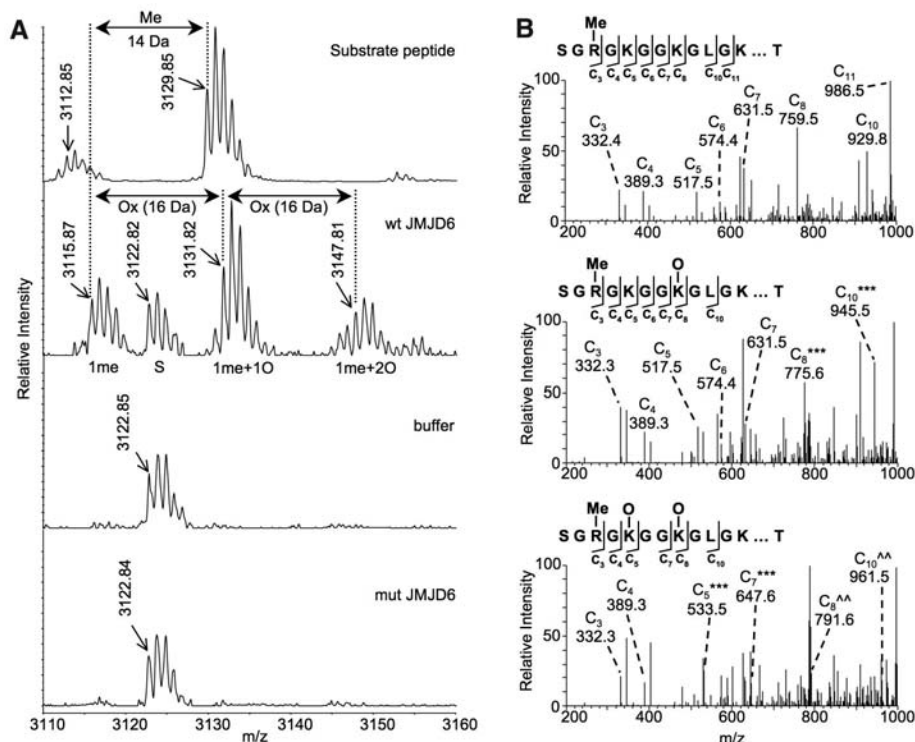 A
Me
14 Da
Substrate peptide
3112.85
3129.85
Ox (16 Da)
Ox (16 Da)
wt JMJD6
3115.87
3122.82
3131.82
3147.81
1me
S
1me+1O
1me+2O
buffer
3122.85
mut JMJD6
3122.84
Relative Intensity
3110 3120 3130 3140 3150 3160
m/z
B
Me
S G R G K G G K G L G K ... T
C3 C4 C5 C6 C7 C8 C10 C11
Relative Intensity
100
50
0
C3
332.4
C4
389.3
C5
517.5
C6
574.4
C7
631.5
C8
759.5
C10
929.8
C11
986.5
200 400 600 800 1000
Me O
S G R G K G G K G L G K ... T
C3 C4 C5 C6 C7 C8 C10
Relative Intensity
100
50
0
C3
332.3
C4
389.3
C5
517.5
C6
574.4
C7
631.5
C8***
775.6
C10***
945.5
200 400 600 800 1000
Me O O
S G R G K G G K G L G K ... T
C3 C4 C5 C7 C8 C10
Relative Intensity
100
50
0
C3
332.3
C4
389.3
C5***
533.5
C7***
647.6
C8^^
791.6
C10^^
961.5
200 400 600 800 1000
m/z